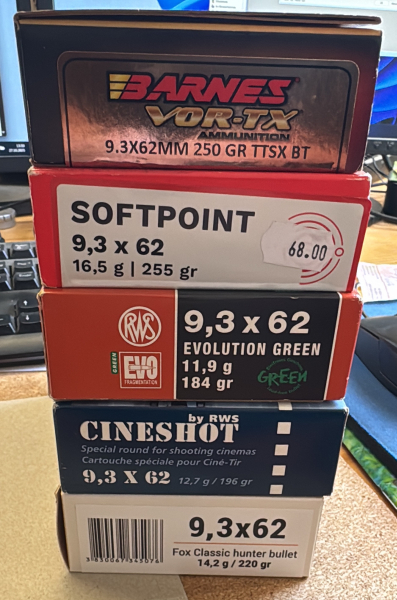 BARNES
VOR-TX
AMMUNITION
9.3X62MM 250 GR TTSX BT
SOFTPOINT
9,3 x 62
16,5 g | 255 gr
68.00
RWS
9,3 x 62
EVOLUTION GREEN
11,9 g
184 gr
GREEN
EVO
FRAGMENTATION
GREEN
by RWS
CINESHOT
Special round for shooting cinemas
Cartouche spéciale pour Ciné-Tir
9,3 X 62 12,7 g / 196 gr
9,3x62
Fox Classic hunter bullet
14,2 g / 220 gr
3 830067 343076